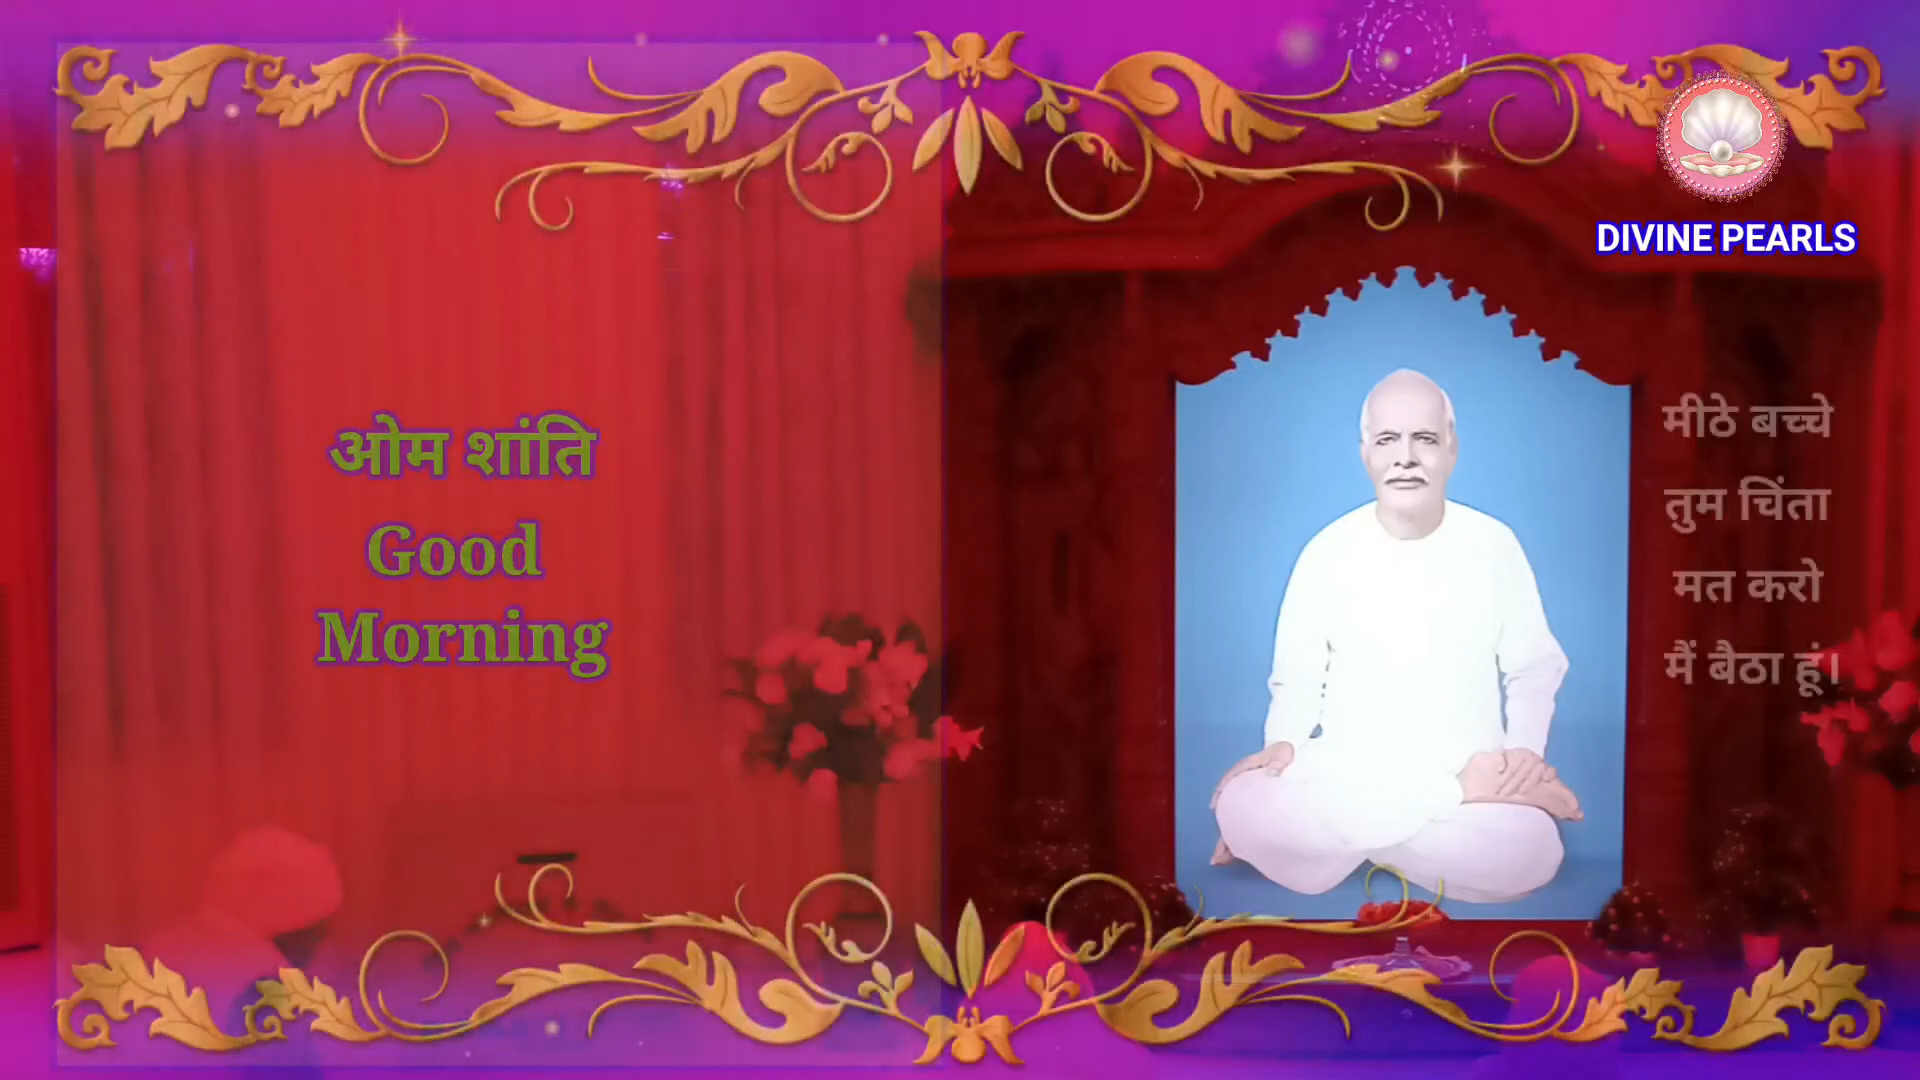 DIVINE PEARLS
ओम शांति
Good
Morning
मीठे बच्चे
तुम चिंता
मत करो
मैं बैठा हूं।